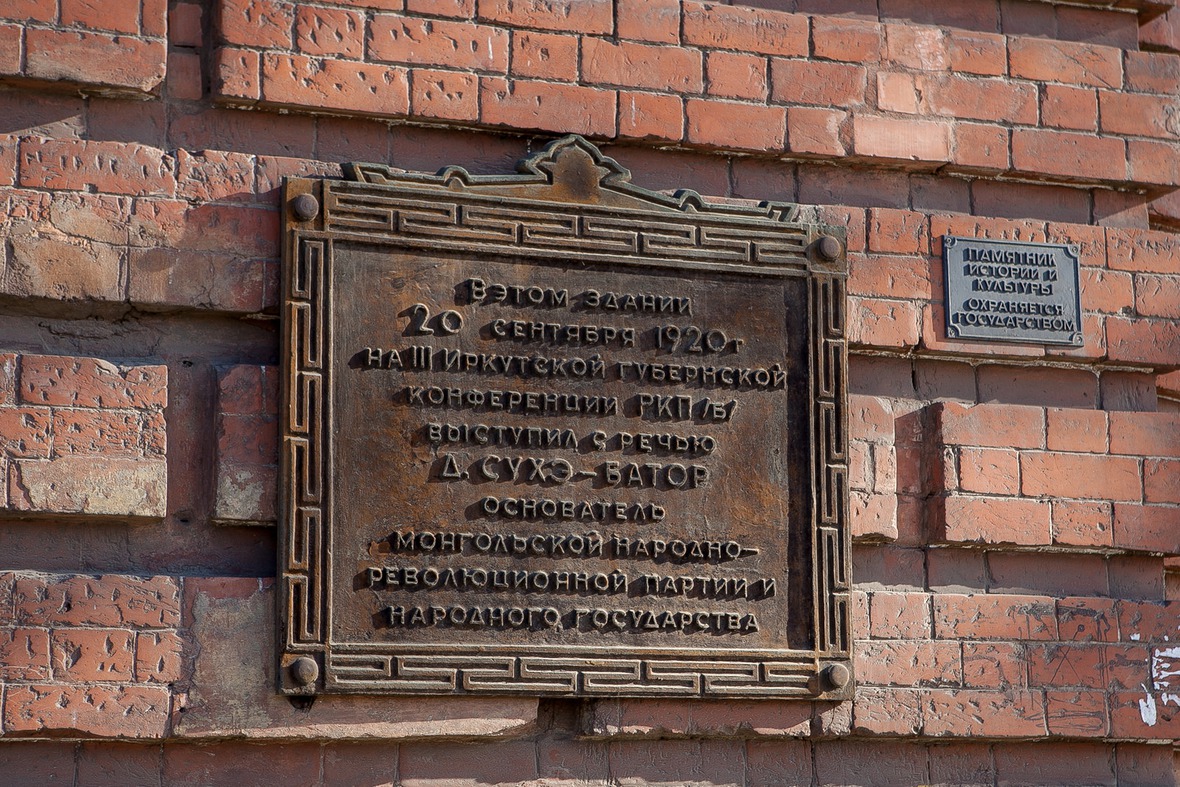 В этом здании
20 сентября 1920 г
на III Иркутской губернской
конференции РКП /б/
выступил с речью
Д. Сухэ–Батор
основатель
монгольской народно–
революционной партии и
народного государства
ПАМЯТНИК
ИСТОРИИ И
КУЛЬТУРЫ
ОХРАНЯЕТСЯ
ГОСУДАРСТВОМ